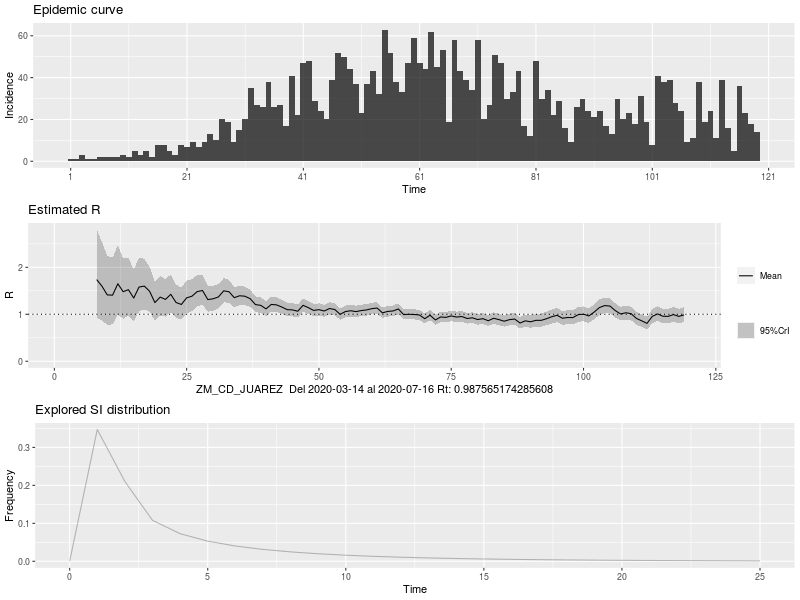 Epidemic curve
60
40
20
0
Incidence
1 21 41 61 81 101 121
Time
Estimated R
2
1
0
R
Mean
95%CrI
0 25 50 75 100 125
ZM_CD_JUAREZ Del 2020-03-14 al 2020-07-16 Rt: 0.987565174285608
Explored SI distribution
0.3
0.2
0.1
0.0
Frequency
0 5 10 15 20 25
Time